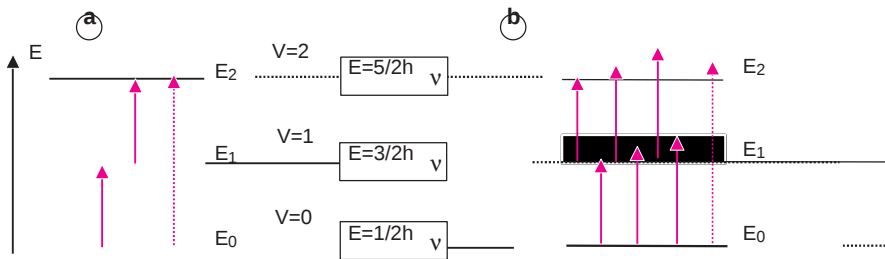 a
b
E
V=2
E=5/2h ν
E2
E2
V=1
E1
E=3/2h ν
E1
V=0
E0
E=1/2h ν
E0